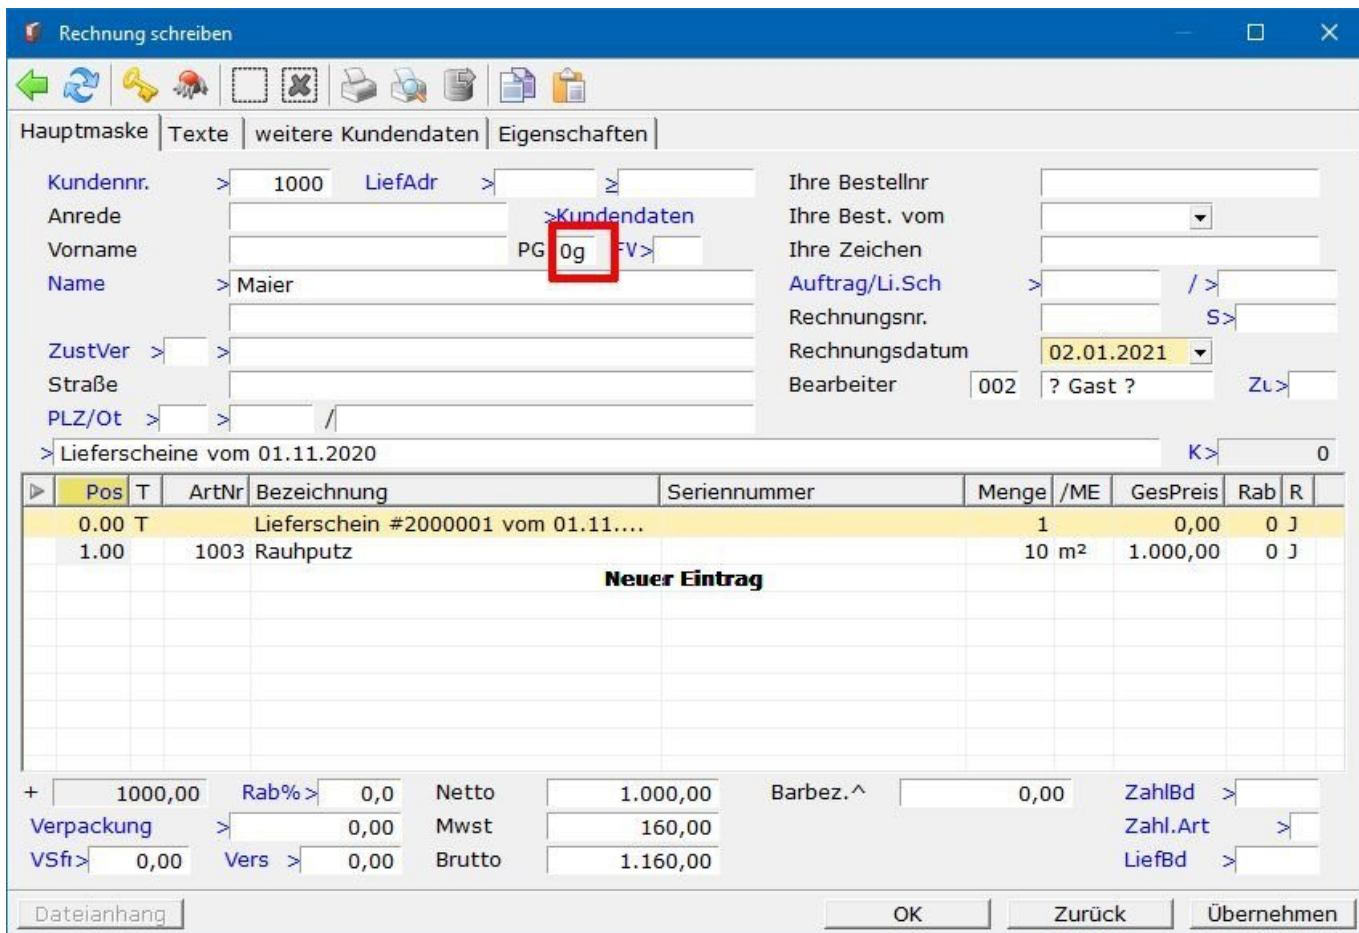 Rechnung schreiben
Hauptmaske Texte weitere Kundendaten Eigenschaften
Kundennr. > 1000 LiefAdr > ≥ Ihre Bestellnr
Anrede >Kundendaten Ihre Best. vom
Vorname PG 0g V> Ihre Zeichen
Name > Maier Auftrag/Li.Sch > / >
Rechnungsnr. S>
ZustVer > > Rechnungsdatum 02.01.2021
Straße Bearbeiter 002 ? Gast ? Zu>
PLZ/Ot > > /
> Lieferscheine vom 01.11.2020 K> 0
Pos T ArtNr Bezeichnung Seriennummer Menge /ME GesPreis Rab R
0.00 T Lieferschein #2000001 vom 01.11.... 1 0,00 0 J
1.00 1003 Rauhputz 10 m² 1.000,00 0 J
Neuer Eintrag
+ 1000,00 Rab% > 0,0 Netto 1.000,00 Barbez.^ 0,00 ZahlBd >
Verpackung > 0,00 Mwst 160,00 Zahl.Art >
VSfr> 0,00 Vers > 0,00 Brutto 1.160,00 LiefBd >
Dateianhang OK Zurück Übernehmen